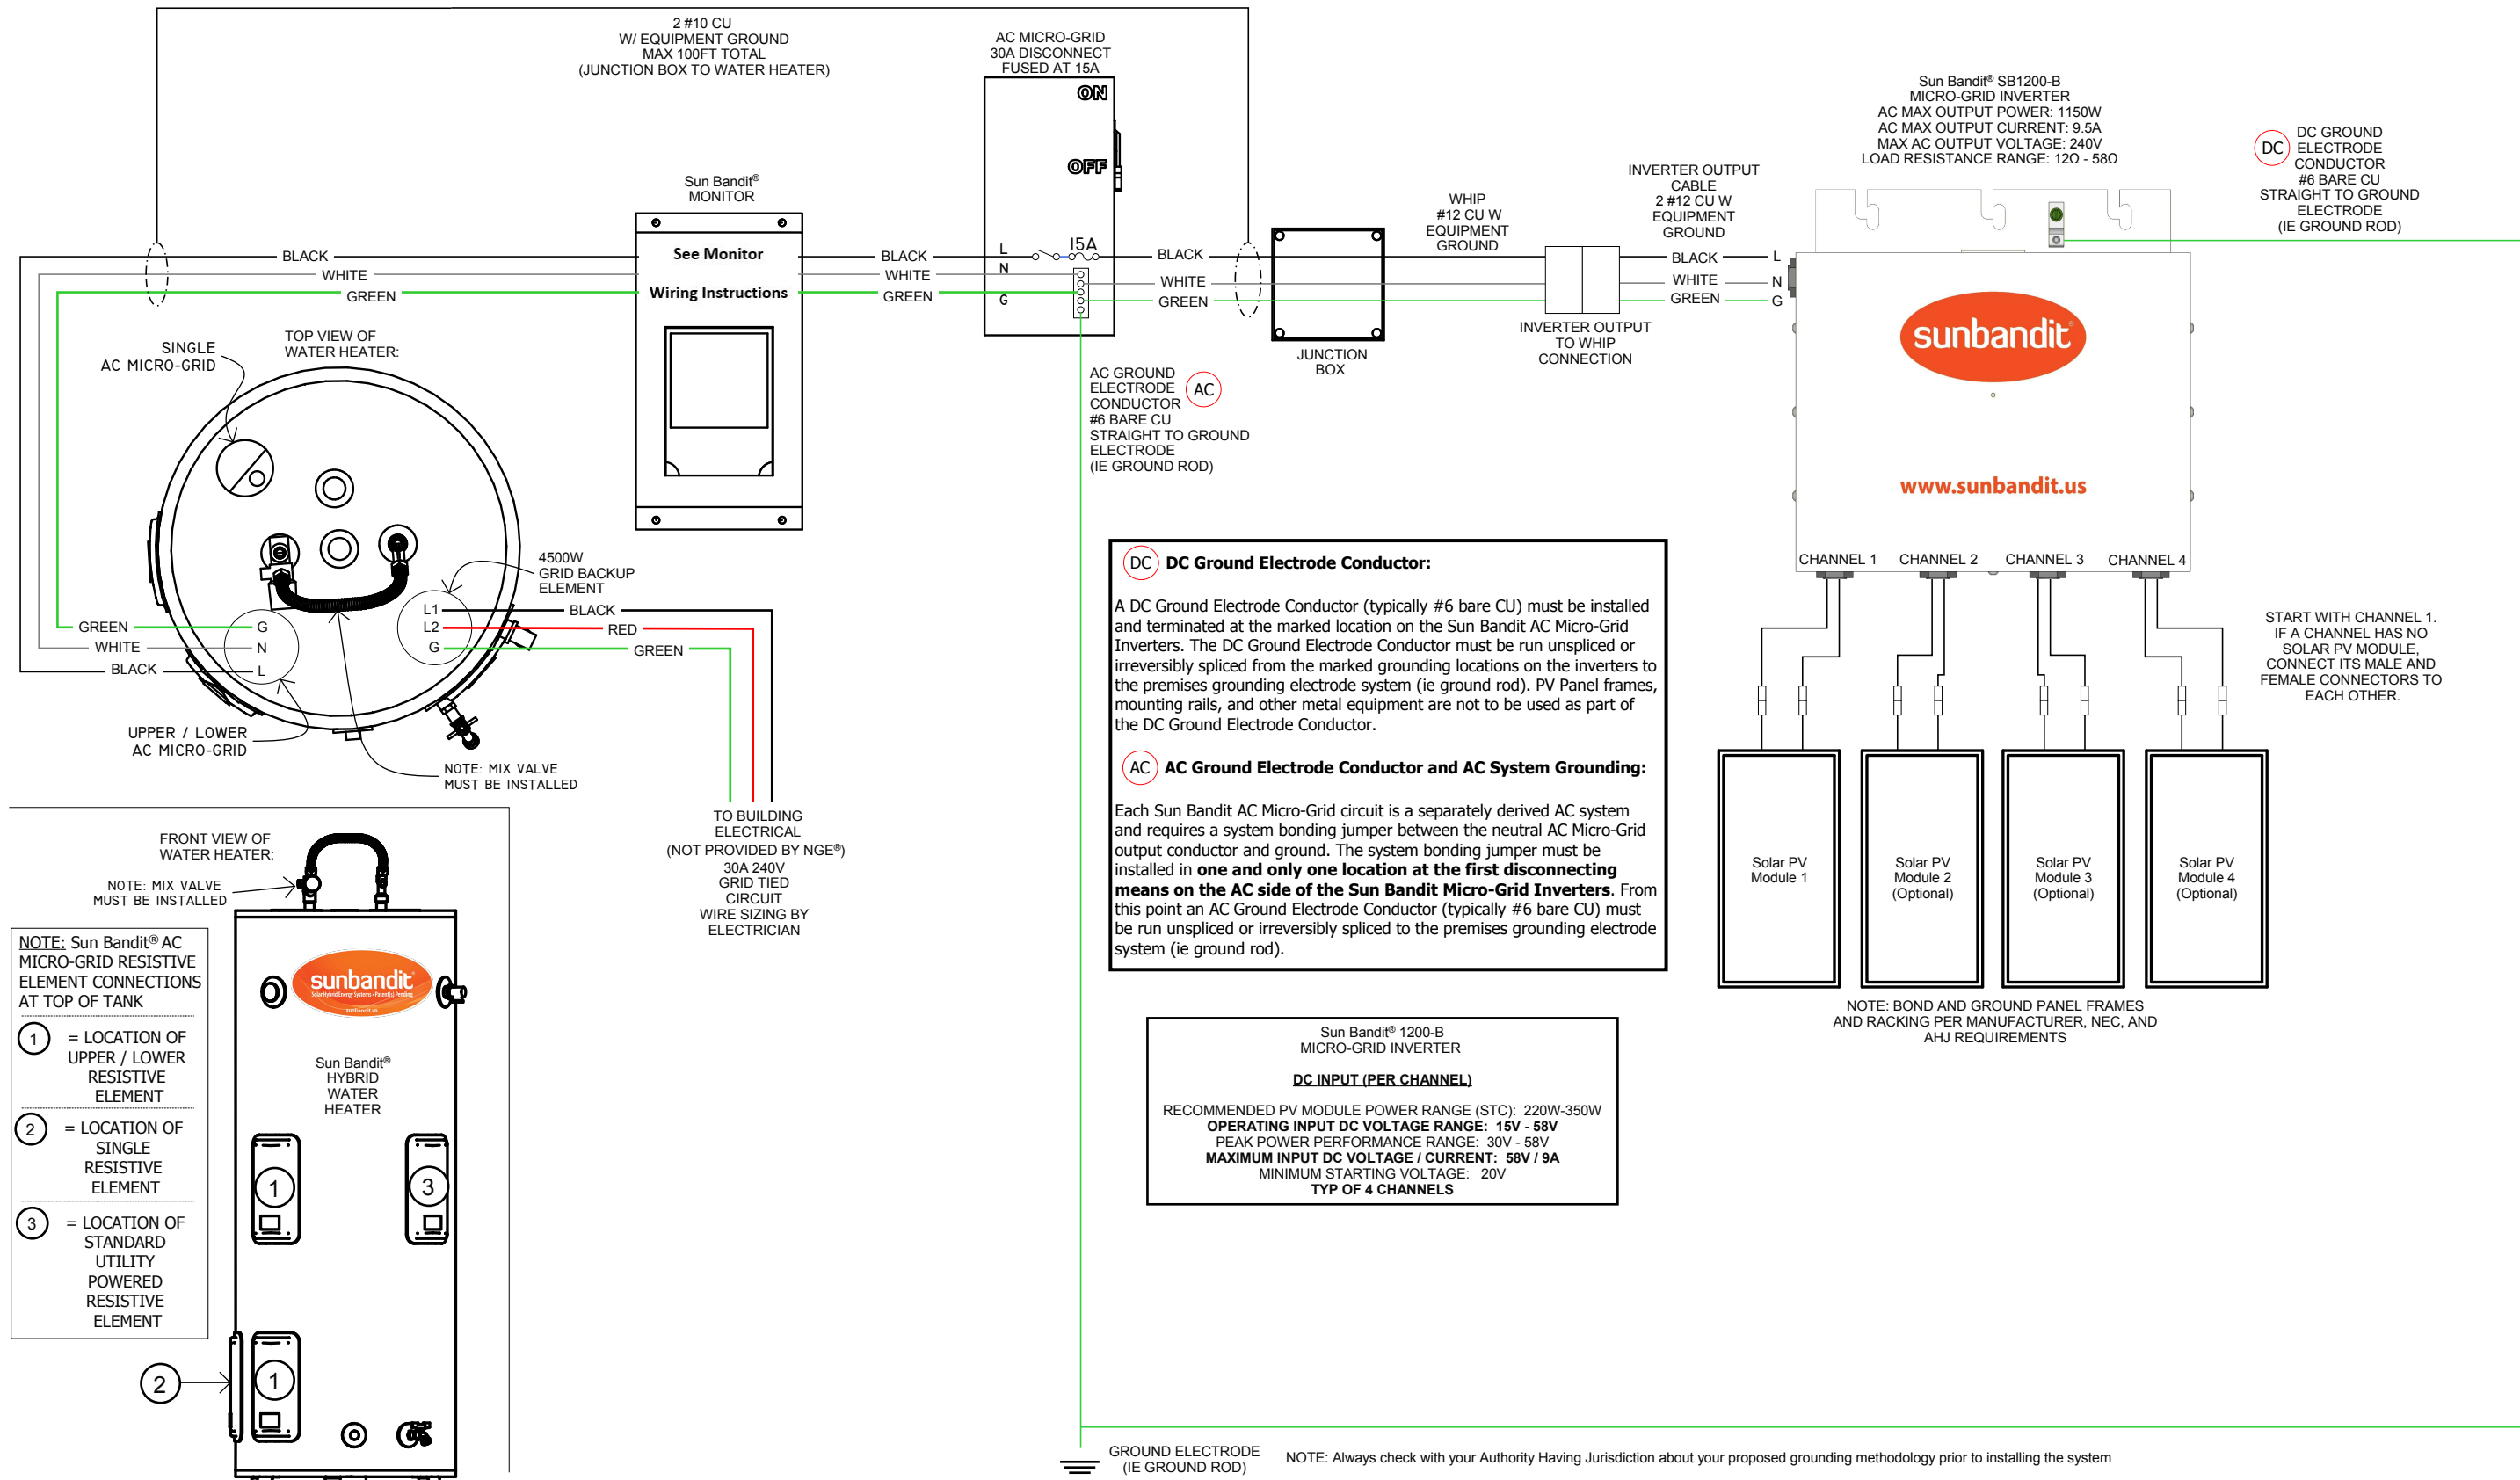 2 #10 CU
W/ EQUIPMENT GROUND
MAX 100FT TOTAL
(JUNCTION BOX TO WATER HEATER)
AC MICRO-GRID
30A DISCONNECT
FUSED AT 15A
ON
OFF
Sun Bandit® SB1200-B
MICRO-GRID INVERTER
AC MAX OUTPUT POWER: 1150W
AC MAX OUTPUT CURRENT: 9.5A
MAX AC OUTPUT VOLTAGE: 240V
LOAD RESISTANCE RANGE: 12Ω - 58Ω
DC
DC GROUND
ELECTRODE
CONDUCTOR
#6 BARE CU
STRAIGHT TO GROUND
ELECTRODE
(IE GROUND ROD)
Sun Bandit®
MONITOR
See Monitor
Wiring Instructions
WHIP
#12 CU W
EQUIPMENT
GROUND
INVERTER OUTPUT
CABLE
2 #12 CU W
EQUIPMENT
GROUND
BLACK
WHITE
GREEN
BLACK
WHITE
GREEN
L
N
G
15A
BLACK
WHITE
GREEN
BLACK
WHITE
GREEN
L
N
G
JUNCTION
BOX
INVERTER OUTPUT
TO WHIP
CONNECTION
AC GROUND
ELECTRODE
CONDUCTOR
#6 BARE CU
STRAIGHT TO GROUND
ELECTRODE
(IE GROUND ROD)
AC
sunbandit®
www.sunbandit.us
CHANNEL 1
CHANNEL 2
CHANNEL 3
CHANNEL 4
TOP VIEW OF
WATER HEATER:
SINGLE
AC MICRO-GRID
4500W
GRID BACKUP
ELEMENT
L1
L2
G
BLACK
RED
GREEN
GREEN
WHITE
BLACK
G
N
L
UPPER / LOWER
AC MICRO-GRID
NOTE: MIX VALVE
MUST BE INSTALLED
TO BUILDING
ELECTRICAL
(NOT PROVIDED BY NGE®)
30A 240V
GRID TIED
CIRCUIT
WIRE SIZING BY
ELECTRICIAN
DC DC Ground Electrode Conductor:
A DC Ground Electrode Conductor (typically #6 bare CU) must be installed
and terminated at the marked location on the Sun Bandit AC Micro-Grid
Inverters. The DC Ground Electrode Conductor must be run unspliced or
irreversibly spliced from the marked grounding locations on the inverters to
the premises grounding electrode system (ie ground rod). PV Panel frames,
mounting rails, and other metal equipment are not to be used as part of
the DC Ground Electrode Conductor.
AC AC Ground Electrode Conductor and AC System Grounding:
Each Sun Bandit AC Micro-Grid circuit is a separately derived AC system
and requires a system bonding jumper between the neutral AC Micro-Grid
output conductor and ground. The system bonding jumper must be
installed in one and only one location at the first disconnecting
means on the AC side of the Sun Bandit Micro-Grid Inverters. From
this point an AC Ground Electrode Conductor (typically #6 bare CU) must
be run unspliced or irreversibly spliced to the premises grounding electrode
system (ie ground rod).
START WITH CHANNEL 1.
IF A CHANNEL HAS NO
SOLAR PV MODULE,
CONNECT ITS MALE AND
FEMALE CONNECTORS TO
EACH OTHER.
Solar PV
Module 1
Solar PV
Module 2
(Optional)
Solar PV
Module 3
(Optional)
Solar PV
Module 4
(Optional)
NOTE: BOND AND GROUND PANEL FRAMES
AND RACKING PER MANUFACTURER, NEC, AND
AHJ REQUIREMENTS
Sun Bandit® 1200-B
MICRO-GRID INVERTER
DC INPUT (PER CHANNEL)
RECOMMENDED PV MODULE POWER RANGE (STC): 220W-350W
OPERATING INPUT DC VOLTAGE RANGE: 15V - 58V
PEAK POWER PERFORMANCE RANGE: 30V - 58V
MAXIMUM INPUT DC VOLTAGE / CURRENT: 58V / 9A
MINIMUM STARTING VOLTAGE: 20V
TYP OF 4 CHANNELS
FRONT VIEW OF
WATER HEATER:
NOTE: MIX VALVE
MUST BE INSTALLED
NOTE: Sun Bandit® AC
MICRO-GRID RESISTIVE
ELEMENT CONNECTIONS
AT TOP OF TANK
1 = LOCATION OF
UPPER / LOWER
RESISTIVE
ELEMENT
2 = LOCATION OF
SINGLE
RESISTIVE
ELEMENT
3 = LOCATION OF
STANDARD
UTILITY
POWERED
RESISTIVE
ELEMENT
sunbandit®
Solar Hybrid Energy Systems - Patent(s) Pending
sunbandit.us
Sun Bandit®
HYBRID
WATER
HEATER
1
3
1
2
GROUND ELECTRODE
(IE GROUND ROD)
NOTE: Always check with your Authority Having Jurisdiction about your proposed grounding methodology prior to installing the system